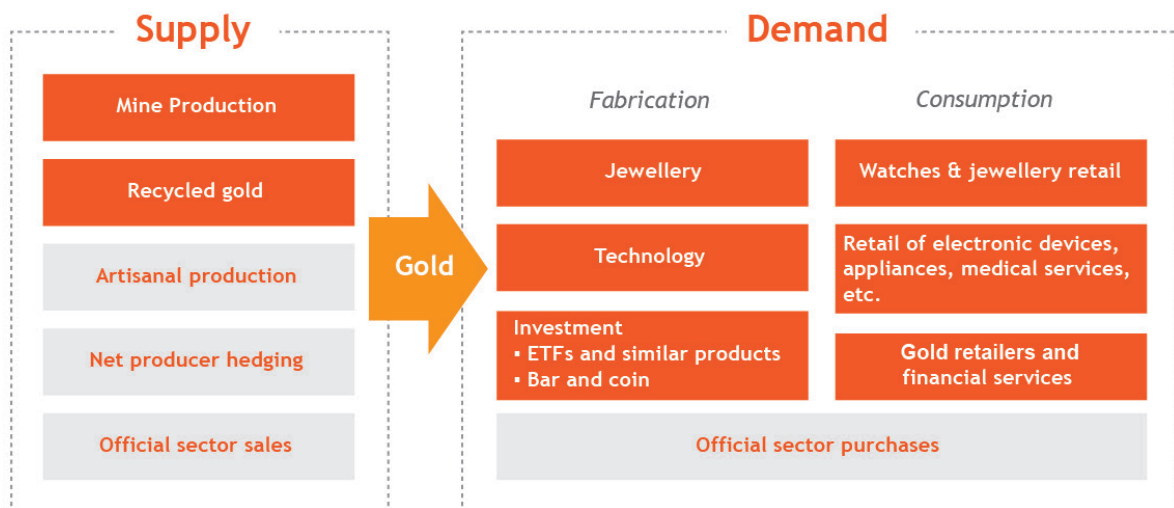 Supply
Mine Production
Recycled gold
Artisanal production
Net producer hedging
Official sector sales
Gold
Demand
Fabrication
Consumption
Jewellery
Watches & jewellery retail
Technology
Retail of electronic devices,
appliances, medical services,
etc.
Investment
▪ ETFs and similar products
▪ Bar and coin
Gold retailers and
financial services
Official sector purchases